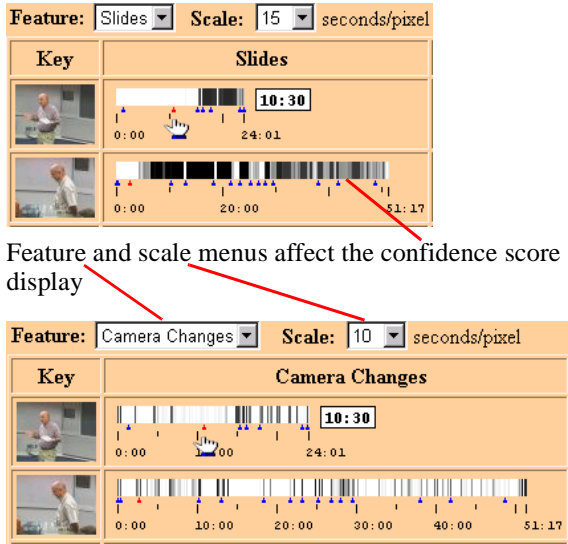 Feature: Slides Scale: 15 seconds/pixel
Key Slides
10:30
0:00 24:01
0:00 20:00 51:17
Feature and scale menus affect the confidence score
display
Feature: Camera Changes Scale: 10 seconds/pixel
Key Camera Changes
10:30
0:00 24:01
0:00 10:00 20:00 30:00 40:00 51:17